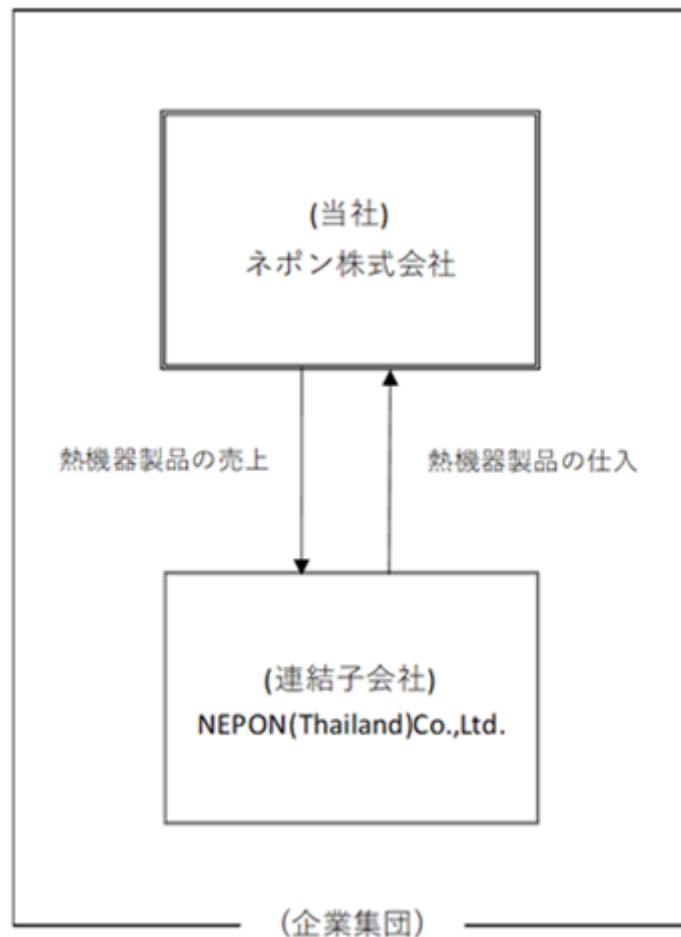 (当社)
ネポン株式会社
熱機器製品の売上
熱機器製品の仕入
(連結子会社)
NEPON(Thailand)Co.,Ltd.
(企業集団)